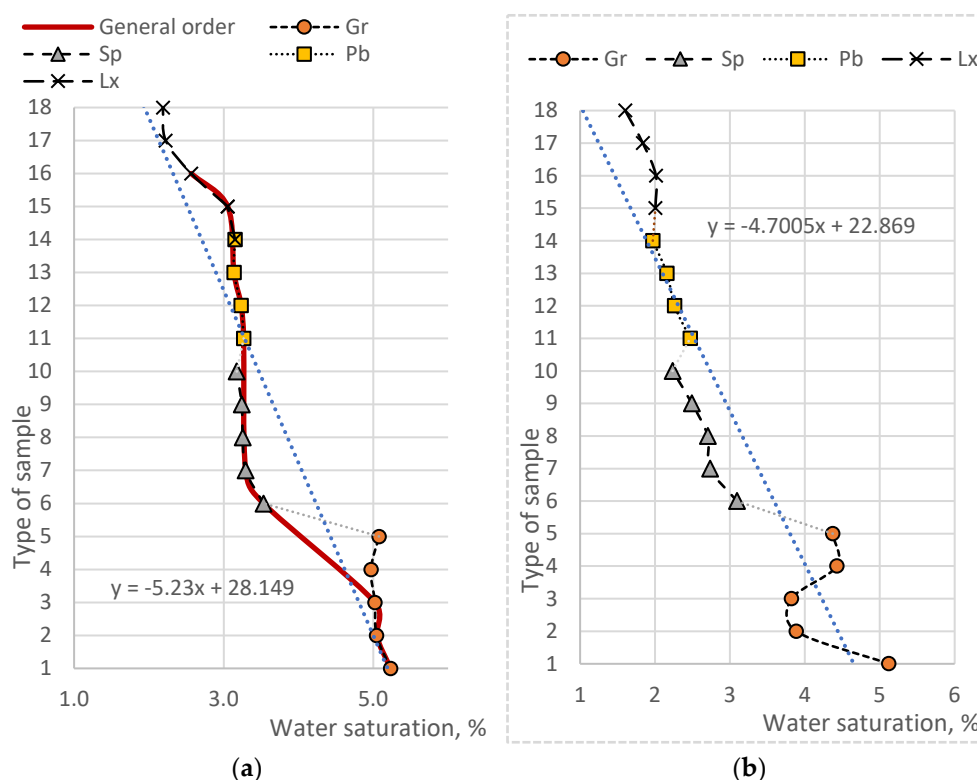 General order
Gr
Sp
Pb
Lx
18
17
16
15
14
13
12
11
10
9
8
7
6
5
4
3
2
1
Type of sample
y = -5.23x + 28.149
1.0
3.0
5.0
Water saturation, %
(a)
Gr
Sp
Pb
Lx
18
17
16
15
14
13
12
11
10
9
8
7
6
5
4
3
2
1
Type of sample
y = -4.7005x + 22.869
1
2
3
4
5
6
Water saturation, %
(b)